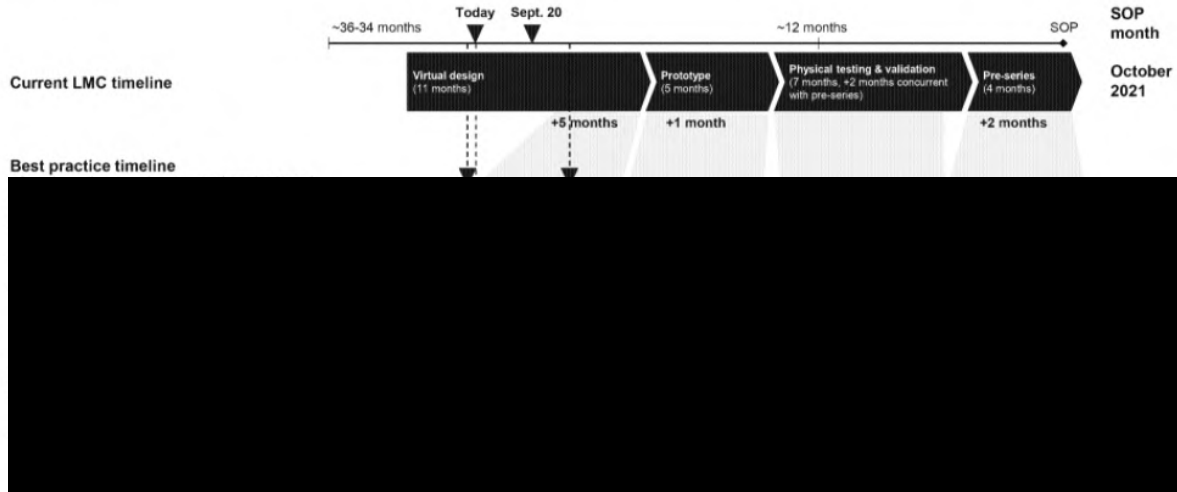 Today Sept. 20
~36-34 months ~12 months SOP
SOP
month
Current LMC timeline
Virtual design
(11 months)
Prototype
(5 months)
Physical testing & validation
(7 months, +2 months concurrent
with pre-series)
Pre-series
(4 months)
October
2021
+5 months +1 month +2 months
Best practice timeline